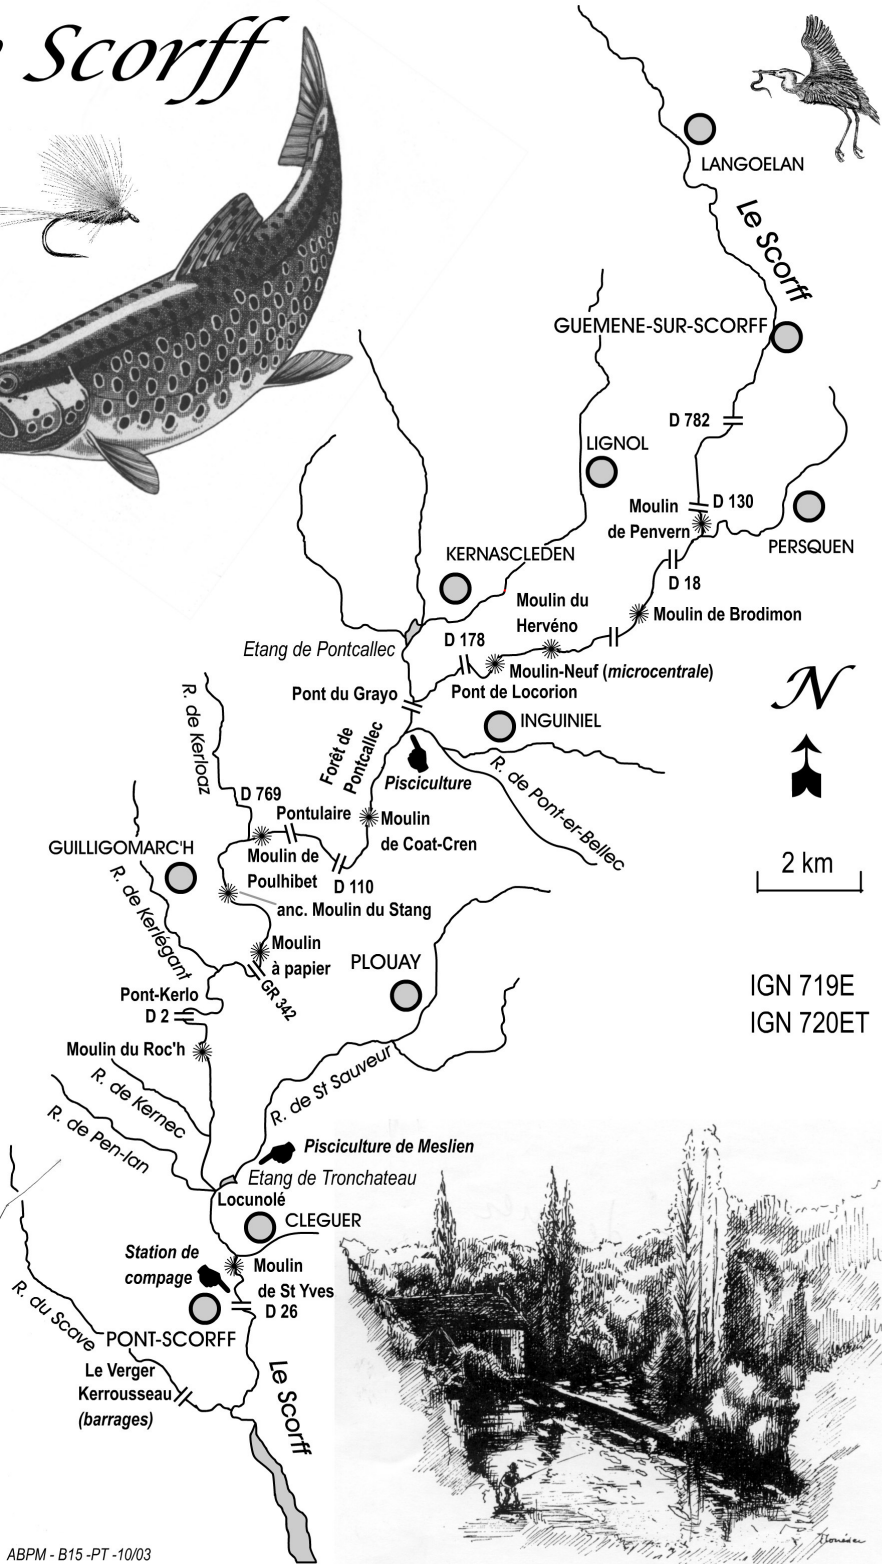 Scorff
LANGOELAN
Le Scorff
GUEMENE-SUR-SCORFF
D 782
LIGNOL
Moulin
de Penvern
D 130
PERSQUEN
KERNASCLEDEN
D 18
Moulin du
Hervéno
Moulin de Brodimon
Etang de Pontcallec
D 178
Moulin-Neuf (microcentrale)
Pont de Locorion
Pont du Grayo
N
R. de Kerloaz
INGUINIEL
Forêt de
Pontcallec
Pisciculture
R. de Pont-er-Bellec
D 769
Pontulaire
Moulin
de Coat-Cren
GUILLIGOMARC'H
Moulin de
Poulhibet
D 110
2 km
anc. Moulin du Stang
R. de Kerlégant
Moulin
à papier
PLOUAY
GR 342
Pont-Kerlo
D 2
IGN 719E
IGN 720ET
Moulin du Roc'h
R. de Kernec
R. de St Sauveur
R. de Pen-lan
Pisciculture de Meslien
Etang de Tronchateau
Locunolé
CLEGUER
Station de
compage
Moulin
de St Yves
D 26
R. du Scave
PONT-SCORFF
Le Verger
Kerrousseau
(barrages)
Le Scorff
ABPM - B15 -PT -10/03